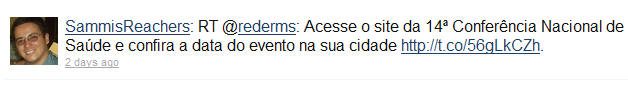 SammisReachers: RT @rederms: Acesse o site da 14ª Conferência Nacional de
Saúde e confira a data do evento na sua cidade http://t.co/56gLkCZh.
2 days ago